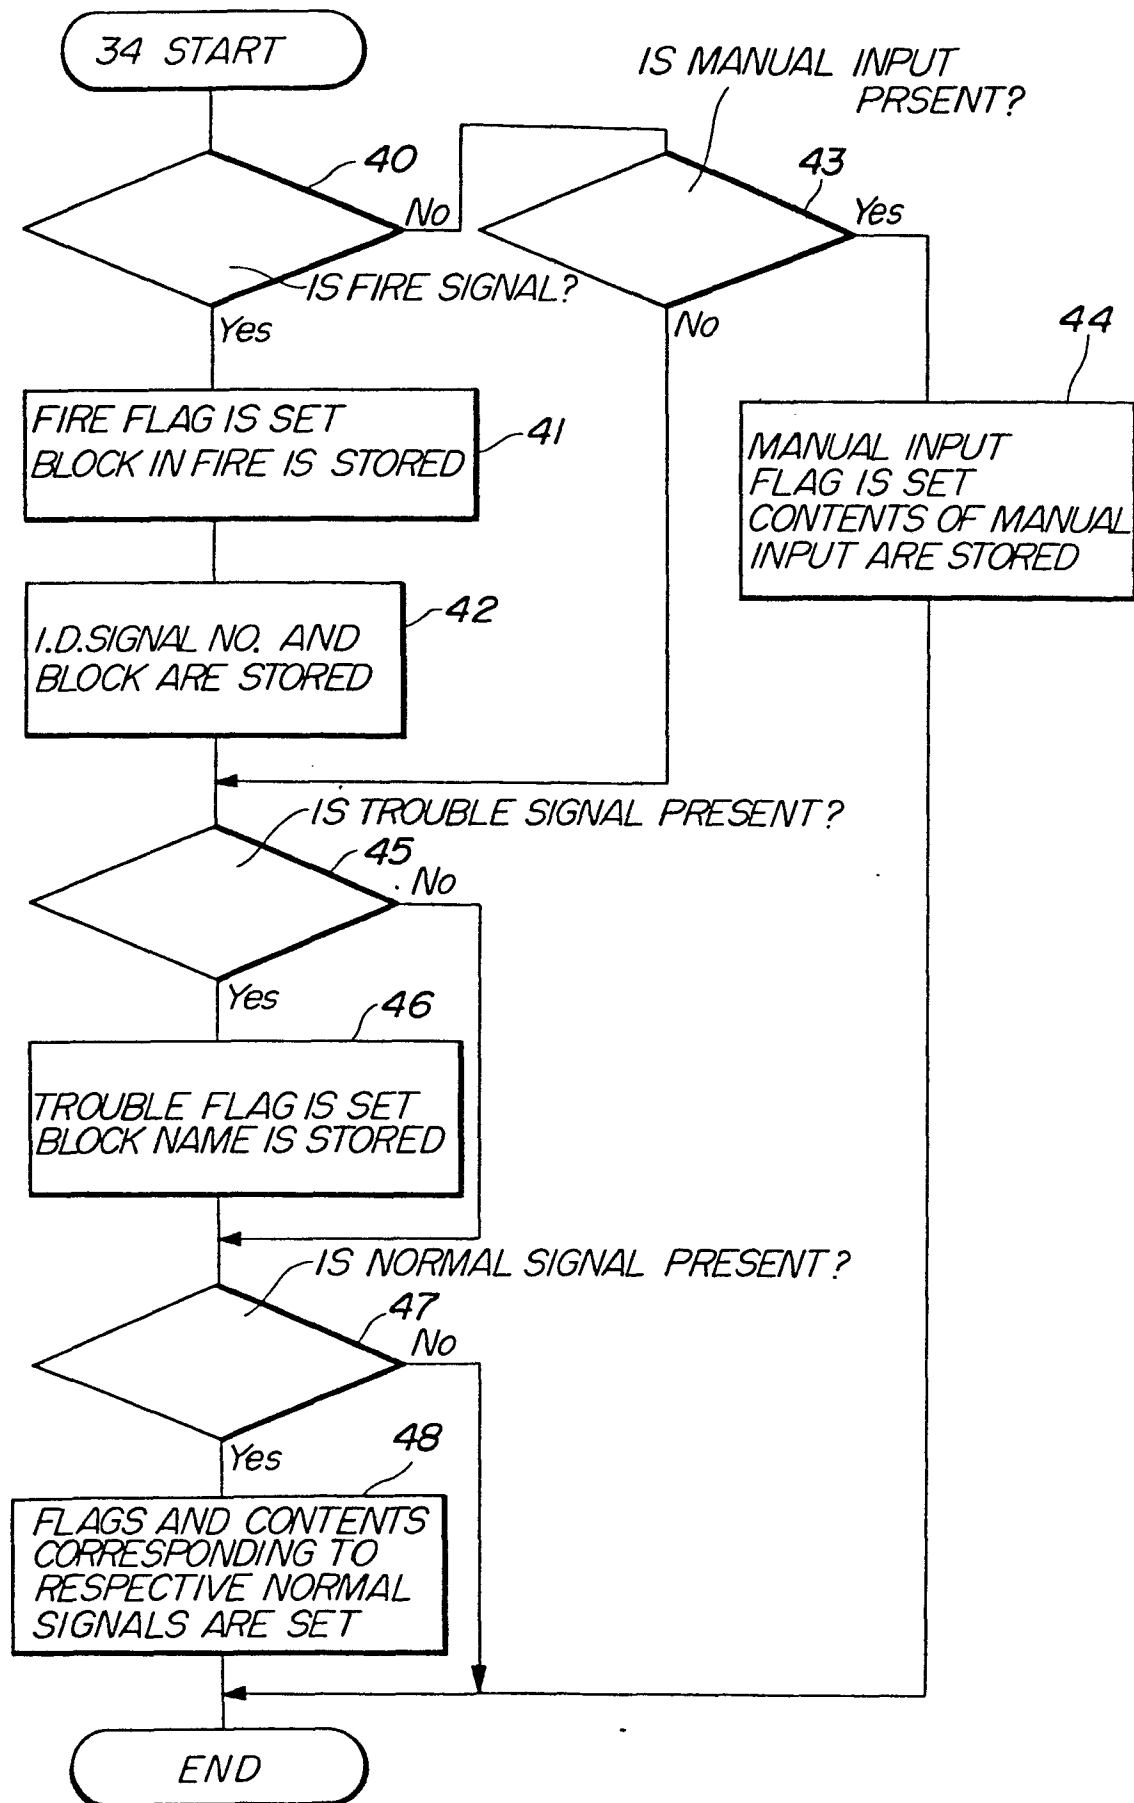 34 START
IS MANUAL INPUT
PRSENT?
40
No
43
Yes
IS FIRE SIGNAL?
Yes
No
44
FIRE FLAG IS SET
BLOCK IN FIRE IS STORED
41
MANUAL INPUT
FLAG IS SET
CONTENTS OF MANUAL
INPUT ARE STORED
42
I.D.SIGNAL NO. AND
BLOCK ARE STORED
IS TROUBLE SIGNAL PRESENT?
45
No
Yes
46
TROUBLE FLAG IS SET
BLOCK NAME IS STORED
IS NORMAL SIGNAL PRESENT?
47
No
Yes
48
FLAGS AND CONTENTS
CORRESPONDING TO
RESPECTIVE NORMAL
SIGNALS ARE SET
END